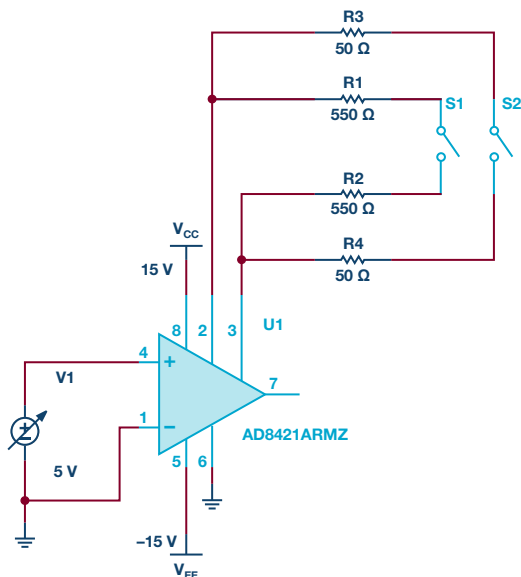 R3
50 Ω
R1
550 Ω
S1
S2
R2
550 Ω
R4
50 Ω
VCC
15 V
8
2
3
U1
4
+
7
V1
1
−
AD8421ARMZ
5 V
5
6
–15 V
VEE